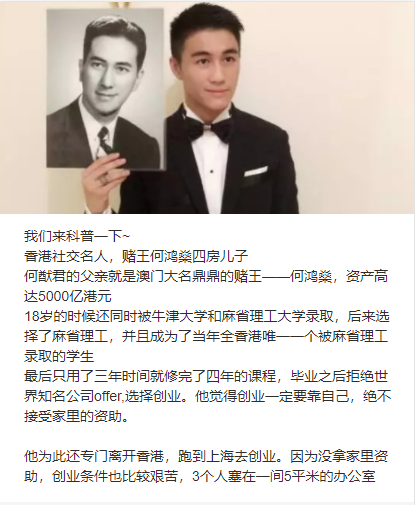 我们来科普一下~
香港社交名人，赌王何鸿燊四房儿子
何猷君的父亲就是澳门大名鼎鼎的赌王——何鸿燊，资产高
达5000亿港元
18岁的时候还同时被牛津大学和麻省理工大学录取，后来选
择了麻省理工，并且成为了当年全香港唯一一个被麻省理工
录取的学生
最后只用了三年时间就修完了四年的课程，毕业之后拒绝世
界知名公司offer,选择创业。他觉得创业一定要靠自己，绝不
接受家里的资助。
他为此还专门离开香港，跑到上海去创业。因为没拿家里资
助，创业条件也比较艰苦，3个人塞在一间5平米的办公室